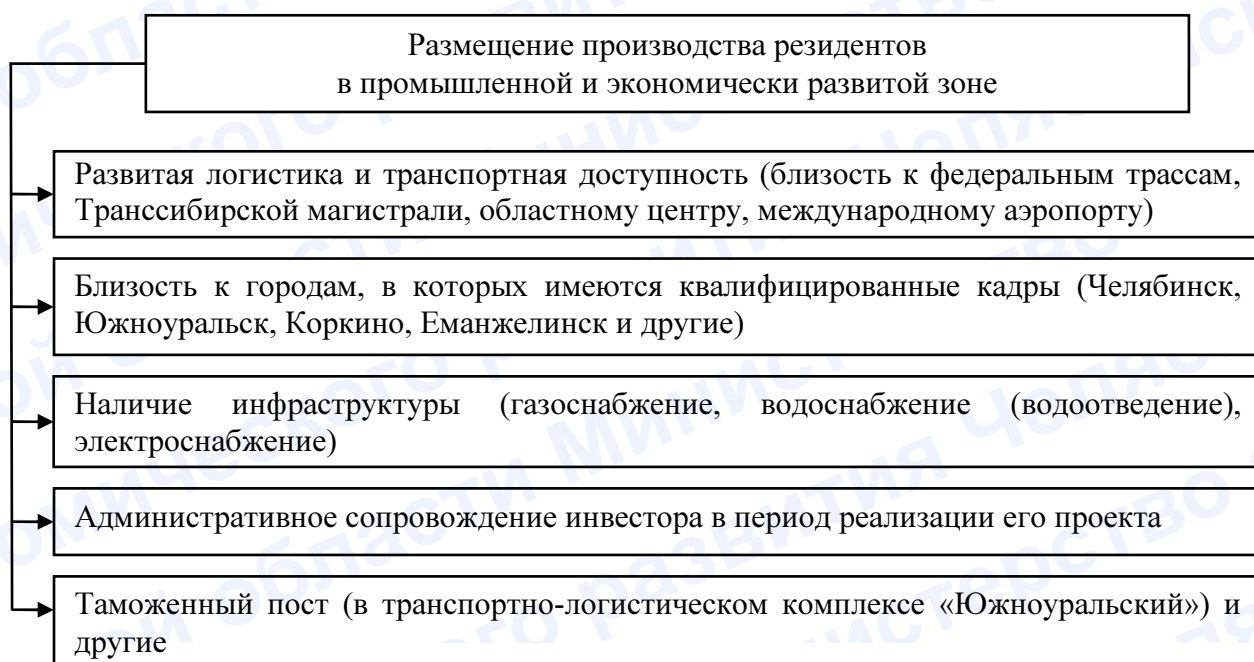 Размещение производства резидентов
в промышленной и экономически развитой зоне
Развитая логистика и транспортная доступность (близость к федеральным трассам,
Транссибирской магистрали, областному центру, международному аэропорту)
Близость к городам, в которых имеются квалифицированные кадры (Челябинск,
Южноуральск, Коркино, Еманжелинск и другие)
Наличие инфраструктуры (газоснабжение, водоснабжение (водоотведение),
электроснабжение)
Административное сопровождение инвестора в период реализации его проекта
Таможенный пост (в транспортно-логистическом комплексе «Южноуральский») и
другие